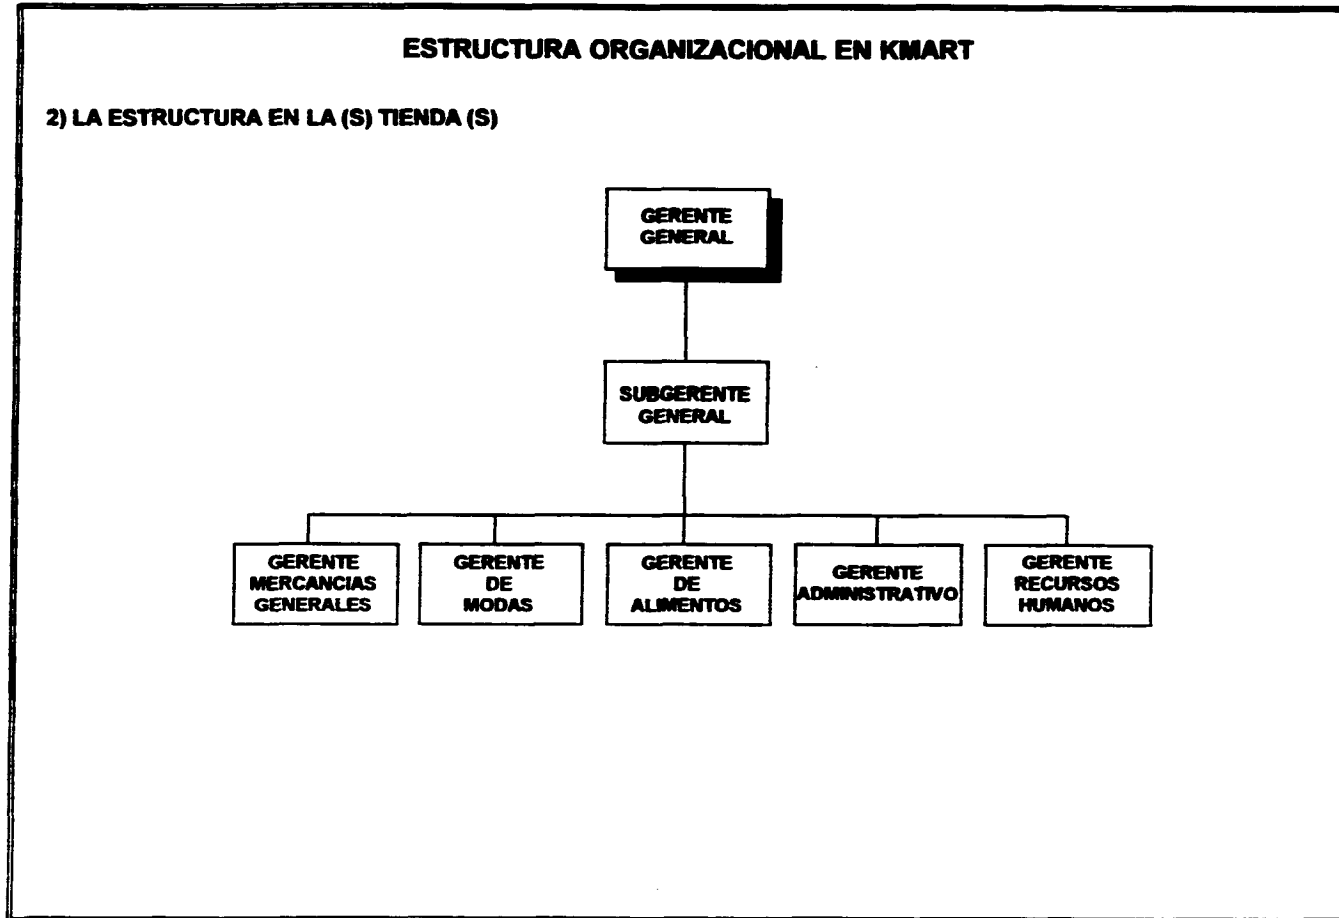 ESTRUCTURA ORGANIZACIONAL EN KMART
2) LA ESTRUCTURA EN LA (S) TIENDA (S)
GERENTE
GENERAL
SUBGERENTE
GENERAL
GERENTE
MERCANCIAS
GENERALES
GERENTE
DE
MODAS
GERENTE
DE
ALIMENTOS
GERENTE
ADMINISTRATIVO
GERENTE
RECURSOS
HUMANOS